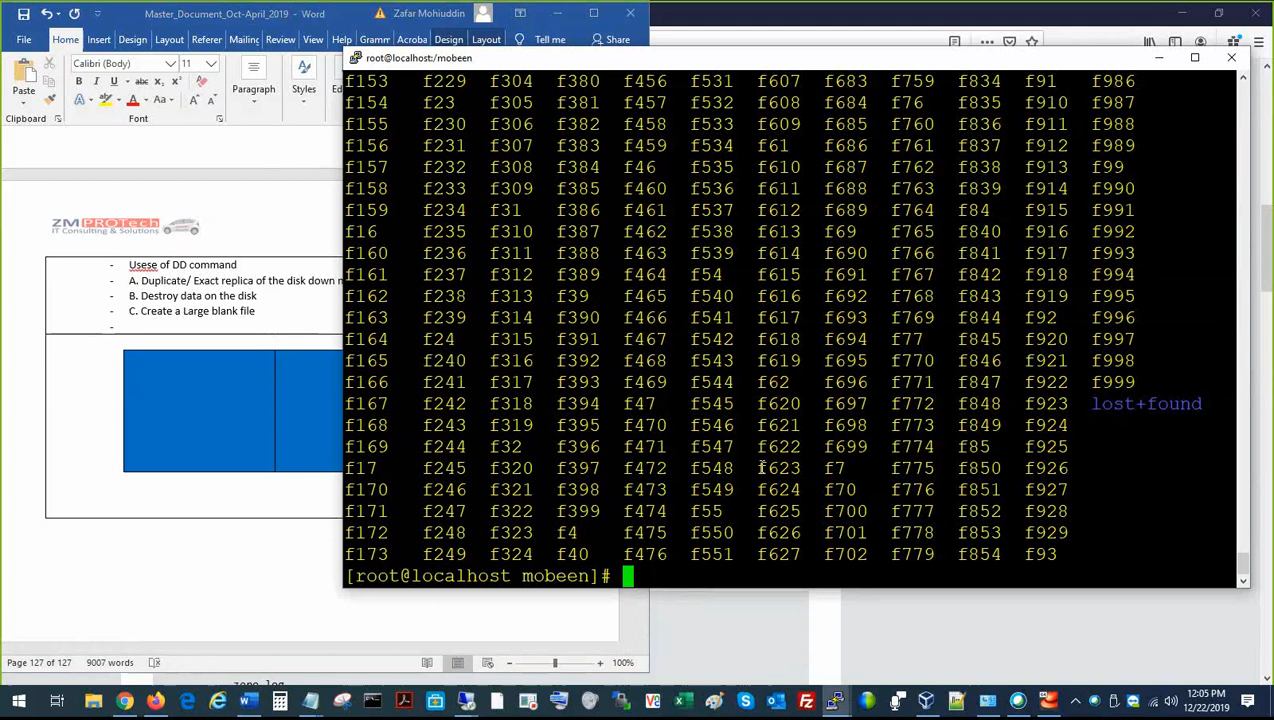 Master_Document_Oct-April_2019 - Word
Zafar Mohiuddin
File Home Insert Design Layout Referer Mailing Review View Help Gramm Acroba Design Layout Tell me Share
Calibri (Body) 11
Paste
Paragraph
Styles
Clipboard
Font
root@localhost:/mobeen
ZM PROTech
IT Consulting & Solutions
- Usese of DD command
- A. Duplicate/ Exact replica of the disk down
- B. Destroy data on the disk
- C. Create a Large blank file
-
f153 f229 f304 f380 f456 f531 f607 f683 f759 f834 f91 f986
f154 f23 f305 f381 f457 f532 f608 f684 f76 f835 f910 f987
f155 f230 f306 f382 f458 f533 f609 f685 f760 f836 f911 f988
f156 f231 f307 f383 f459 f534 f61 f686 f761 f837 f912 f989
f157 f232 f308 f384 f46 f535 f610 f687 f762 f838 f913 f99
f158 f233 f309 f385 f460 f536 f611 f688 f763 f839 f914 f990
f159 f234 f31 f386 f461 f537 f612 f689 f764 f84 f915 f991
f16 f235 f310 f387 f462 f538 f613 f69 f765 f840 f916 f992
f160 f236 f311 f388 f463 f539 f614 f690 f766 f841 f917 f993
f161 f237 f312 f389 f464 f54 f615 f691 f767 f842 f918 f994
f162 f238 f313 f39 f465 f540 f616 f692 f768 f843 f919 f995
f163 f239 f314 f390 f466 f541 f617 f693 f769 f844 f92 f996
f164 f24 f315 f391 f467 f542 f618 f694 f77 f845 f920 f997
f165 f240 f316 f392 f468 f543 f619 f695 f770 f846 f921 f998
f166 f241 f317 f393 f469 f544 f62 f696 f771 f847 f922 f999
f167 f242 f318 f394 f47 f545 f620 f697 f772 f848 f923 lost+found
f168 f243 f319 f395 f470 f546 f621 f698 f773 f849 f924
f169 f244 f32 f396 f471 f547 f622 f699 f774 f85 f925
f17 f245 f320 f397 f472 f548 f623 f7 f775 f850 f926
f170 f246 f321 f398 f473 f549 f624 f70 f776 f851 f927
f171 f247 f322 f399 f474 f55 f625 f700 f777 f852 f928
f172 f248 f323 f4 f475 f550 f626 f701 f778 f853 f929
f173 f249 f324 f40 f476 f551 f627 f702 f779 f854 f93
[root@localhost mobeen]#
Page 127 of 127 9007 words 100%
12:05 PM
12/22/2019